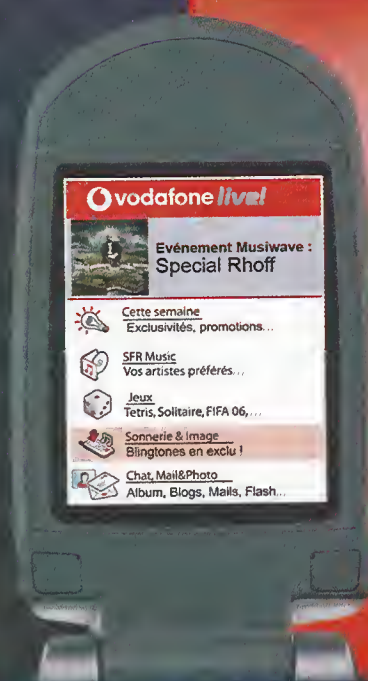 vodafone live!
Evénement Musiwave :
Special Rhoff
Cette semaine
Exclusivités, promotions...
SFR Music
Vos artistes préférés...
Jeux
Tetris, Solitaire, FIFA 06,...
Sonnerie & Image
Blingtones en exclu !
Chat, Mail&Photo
Album, Blogs, Mails, Flash...